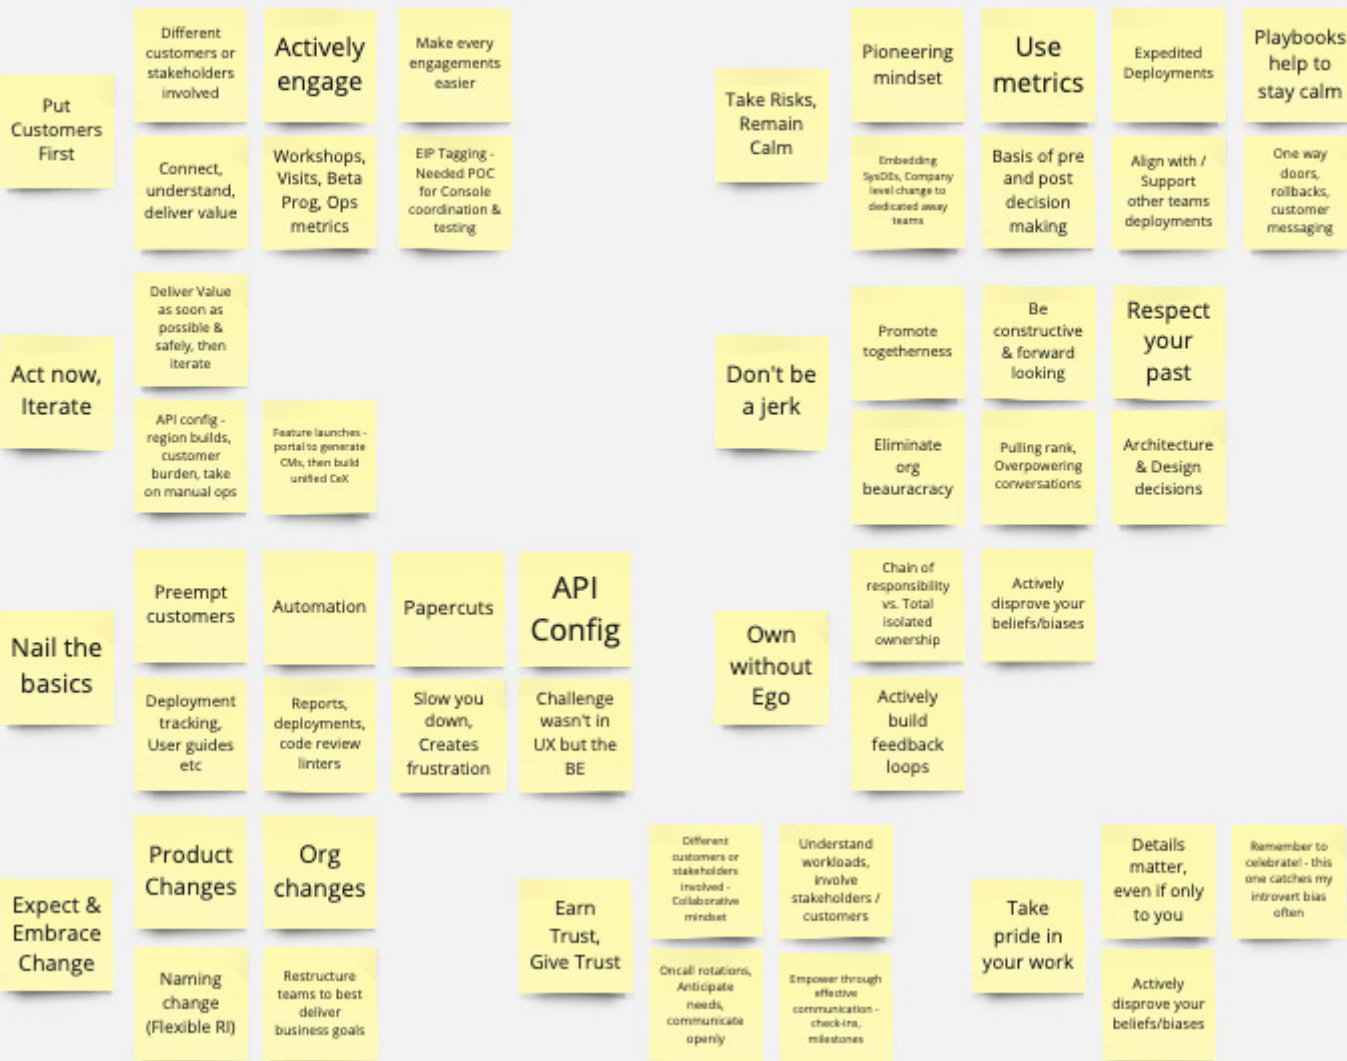 Put
Customers
First
Different
customers or
stakeholders
involved
Actively
engage
Make every
engagements
easier
Connect,
understand,
deliver value
Workshops,
Visits, Beta
Prog, Ops
metrics
EIP Tagging -
Needed POC
for Console
coordination &
testing
Take Risks,
Remain
Calm
Pioneering
mindset
Use
metrics
Expedited
Deployments
Playbooks
help to
stay calm
Embedding
SysDEs, Company
level change to
dedicated away
teams
Basis of pre
and post
decision
making
Align with /
Support
other teams
deployments
One way
doors,
rollbacks,
customer
messaging
Act now,
Iterate
Deliver Value
as soon as
possible &
safely, then
iterate
API config -
region builds,
customer
burden, take
on manual ops
Feature launches -
portal to generate
CMs, then build
unified CeX
Don't be
a jerk
Promote
togetherness
Be
constructive
& forward
looking
Respect
your
past
Eliminate
org
beauracracy
Pulling rank,
Overpowering
conversations
Architecture
& Design
decisions
Nail the
basics
Preempt
customers
Automation
Papercuts
API
Config
Deployment
tracking,
User guides
etc
Reports,
deployments,
code review
linters
Slow you
down,
Creates
frustration
Challenge
wasn't in
UX but the
BE
Own
without
Ego
Chain of
responsibility
vs. Total
isolated
ownership
Actively
disprove your
beliefs/biases
Actively
build
feedback
loops
Expect &
Embrace
Change
Product
Changes
Org
changes
Naming
change
(Flexible RI)
Restructure
teams to best
deliver
business goals
Earn
Trust,
Give Trust
Different
customers or
stakeholders
involved -
Collaborative
mindset
Understand
workloads,
involve
stakeholders /
customers
Oncall rotations,
Anticipate
needs,
communicate
openly
Empower through
effective
communication -
check-ins,
milestones
Take
pride in
your work
Details
matter,
even if only
to you
Remember to
celebrate! - this
one catches my
introvert bias
often
Actively
disprove your
beliefs/biases